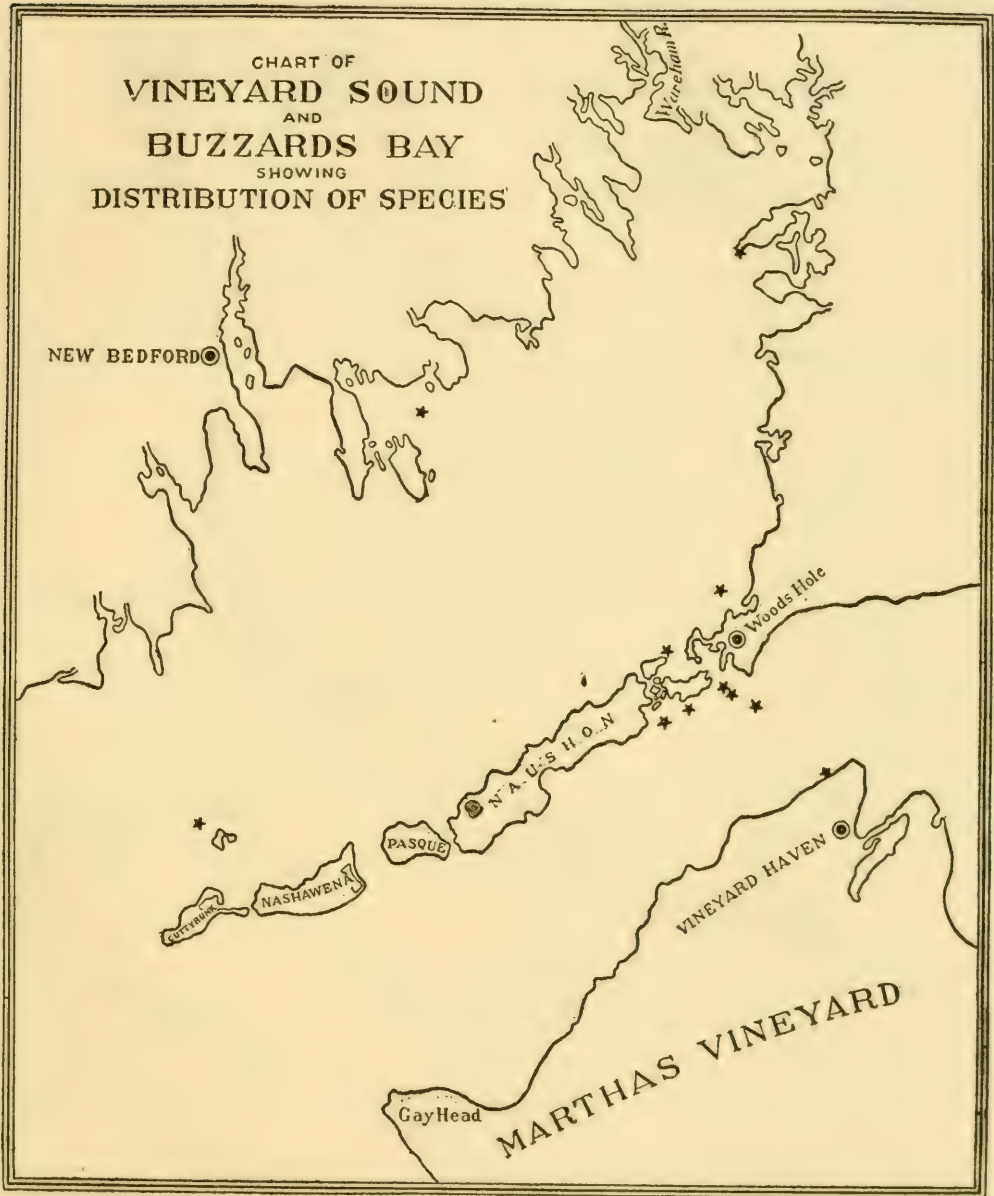 CHART OF
VINEYARD SOUND
AND
BUZZARDS BAY
SHOWING
DISTRIBUTION OF SPECIES
Wareham R.
NEW BEDFORD
Woods Hole
NAUSHON
PASQUE
NASHAWENA
CUTTYHUNK
VINEYARD HAVEN
MARTHAS VINEYARD
Gay Head